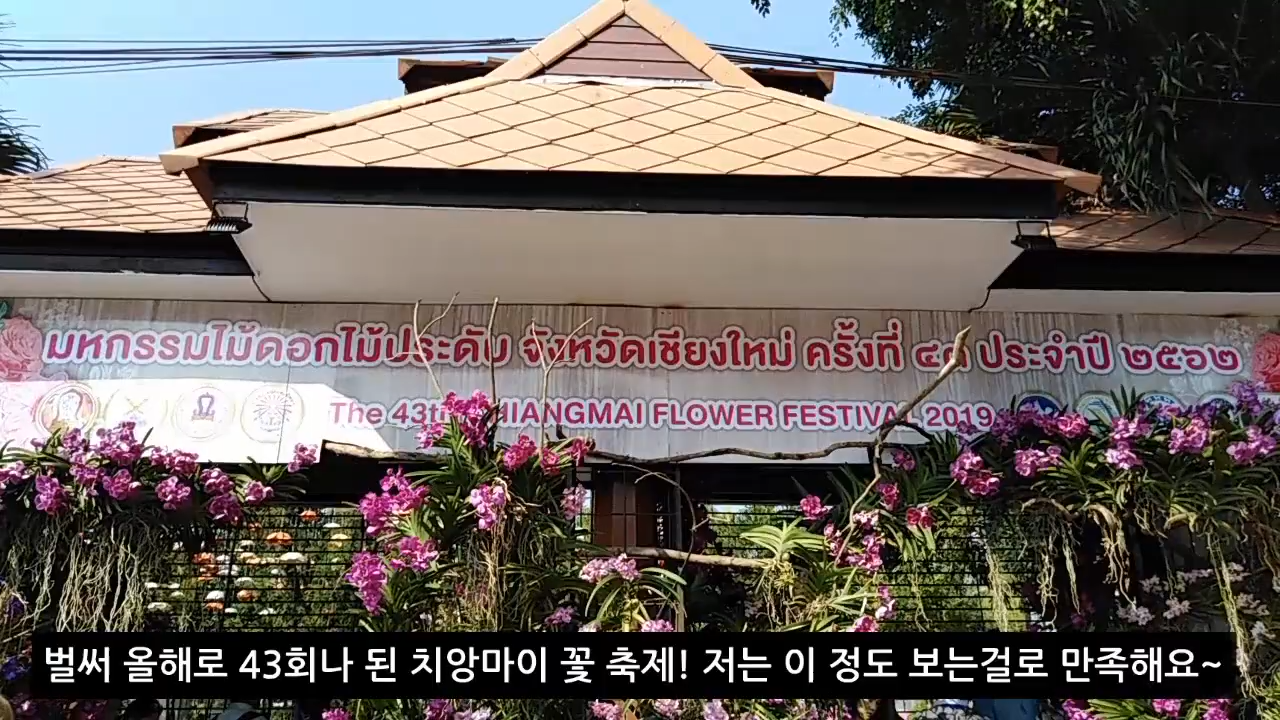 มหกรรมไม้ดอกไม้ประดับ จังหวัดเชียงใหม่ ครั้งที่ ๔๓ ประจำปี ๒๕๖๒
The 43th CHIANGMAI FLOWER FESTIVAL 2019
벌써 올해로 43회나 된 치앙마이 꽃 축제! 저는 이 정도 보는걸로 만족해요~